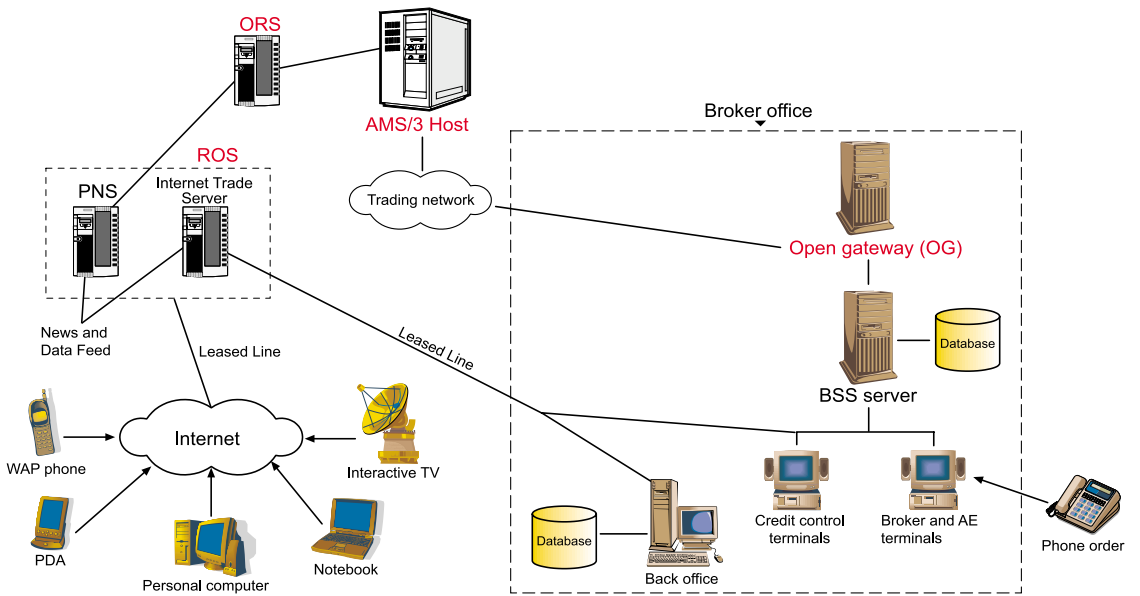 ORS
AMS/3 Host
Broker office
ROS
PNS
Internet Trade
Server
Trading network
Open gateway (OG)
News and
Data Feed
Leased Line
Leased Line
Database
BSS server
WAP phone
Internet
Interactive TV
PDA
Personal computer
Notebook
Database
Back office
Credit control
terminals
Broker and AE
terminals
Phone order